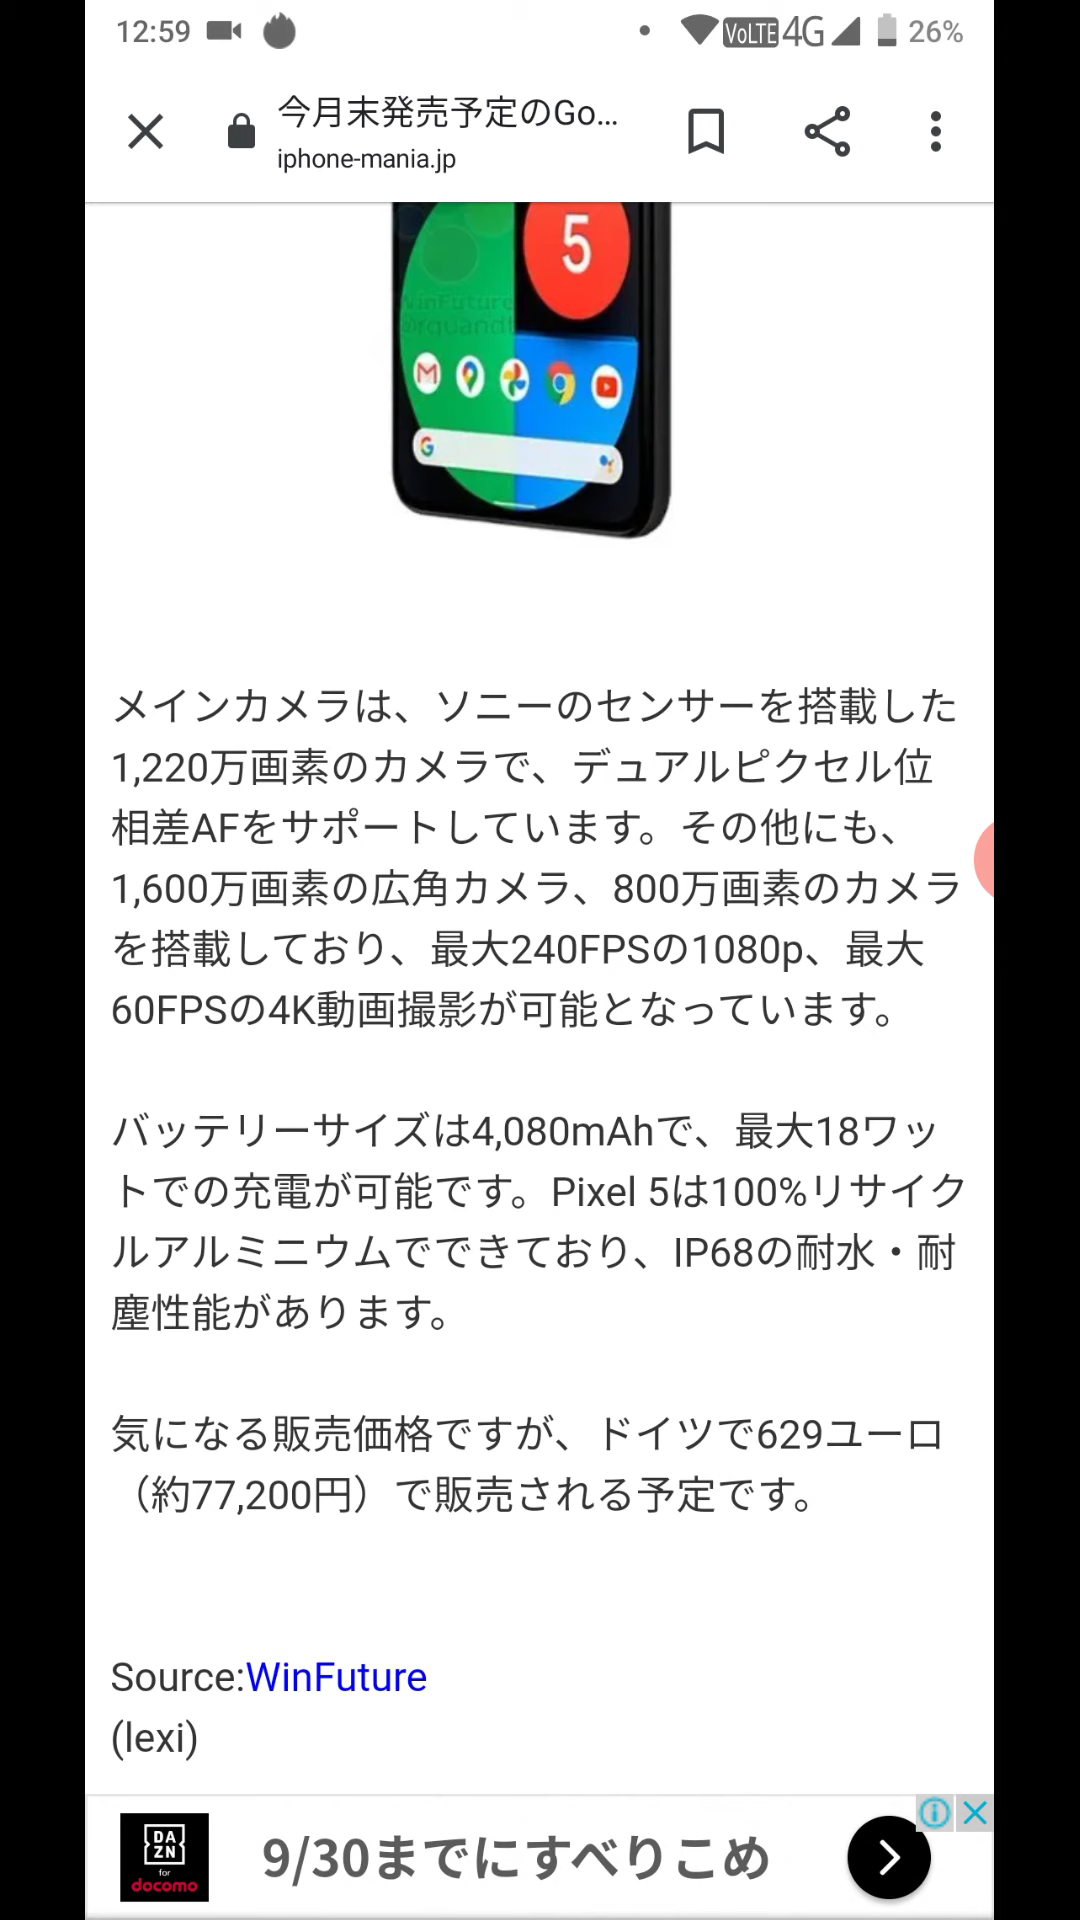 12:59
VoLTE 4G 26%
今月末発売予定のGo...
iphone-mania.jp
5
WinFuture
@rquandt
メインカメラは、ソニーのセンサーを搭載した
1,220万画素のカメラで、デュアルピクセル位
相差AFをサポートしています。その他にも、
1,600万画素の広角カメラ、800万画素のカメラ
を搭載しており、最大240FPSの1080p、最大
60FPSの4K動画撮影が可能となっています。
バッテリーサイズは4,080mAhで、最大18ワッ
トでの充電が可能です。Pixel 5は100%リサイク
ルアルミニウムでできており、IP68の耐水・耐
塵性能があります。
気になる販売価格ですが、ドイツで629ユーロ
（約77,200円）で販売される予定です。
Source:WinFuture
(lexi)
DAZN
for
docomo
9/30までにすべりこめ